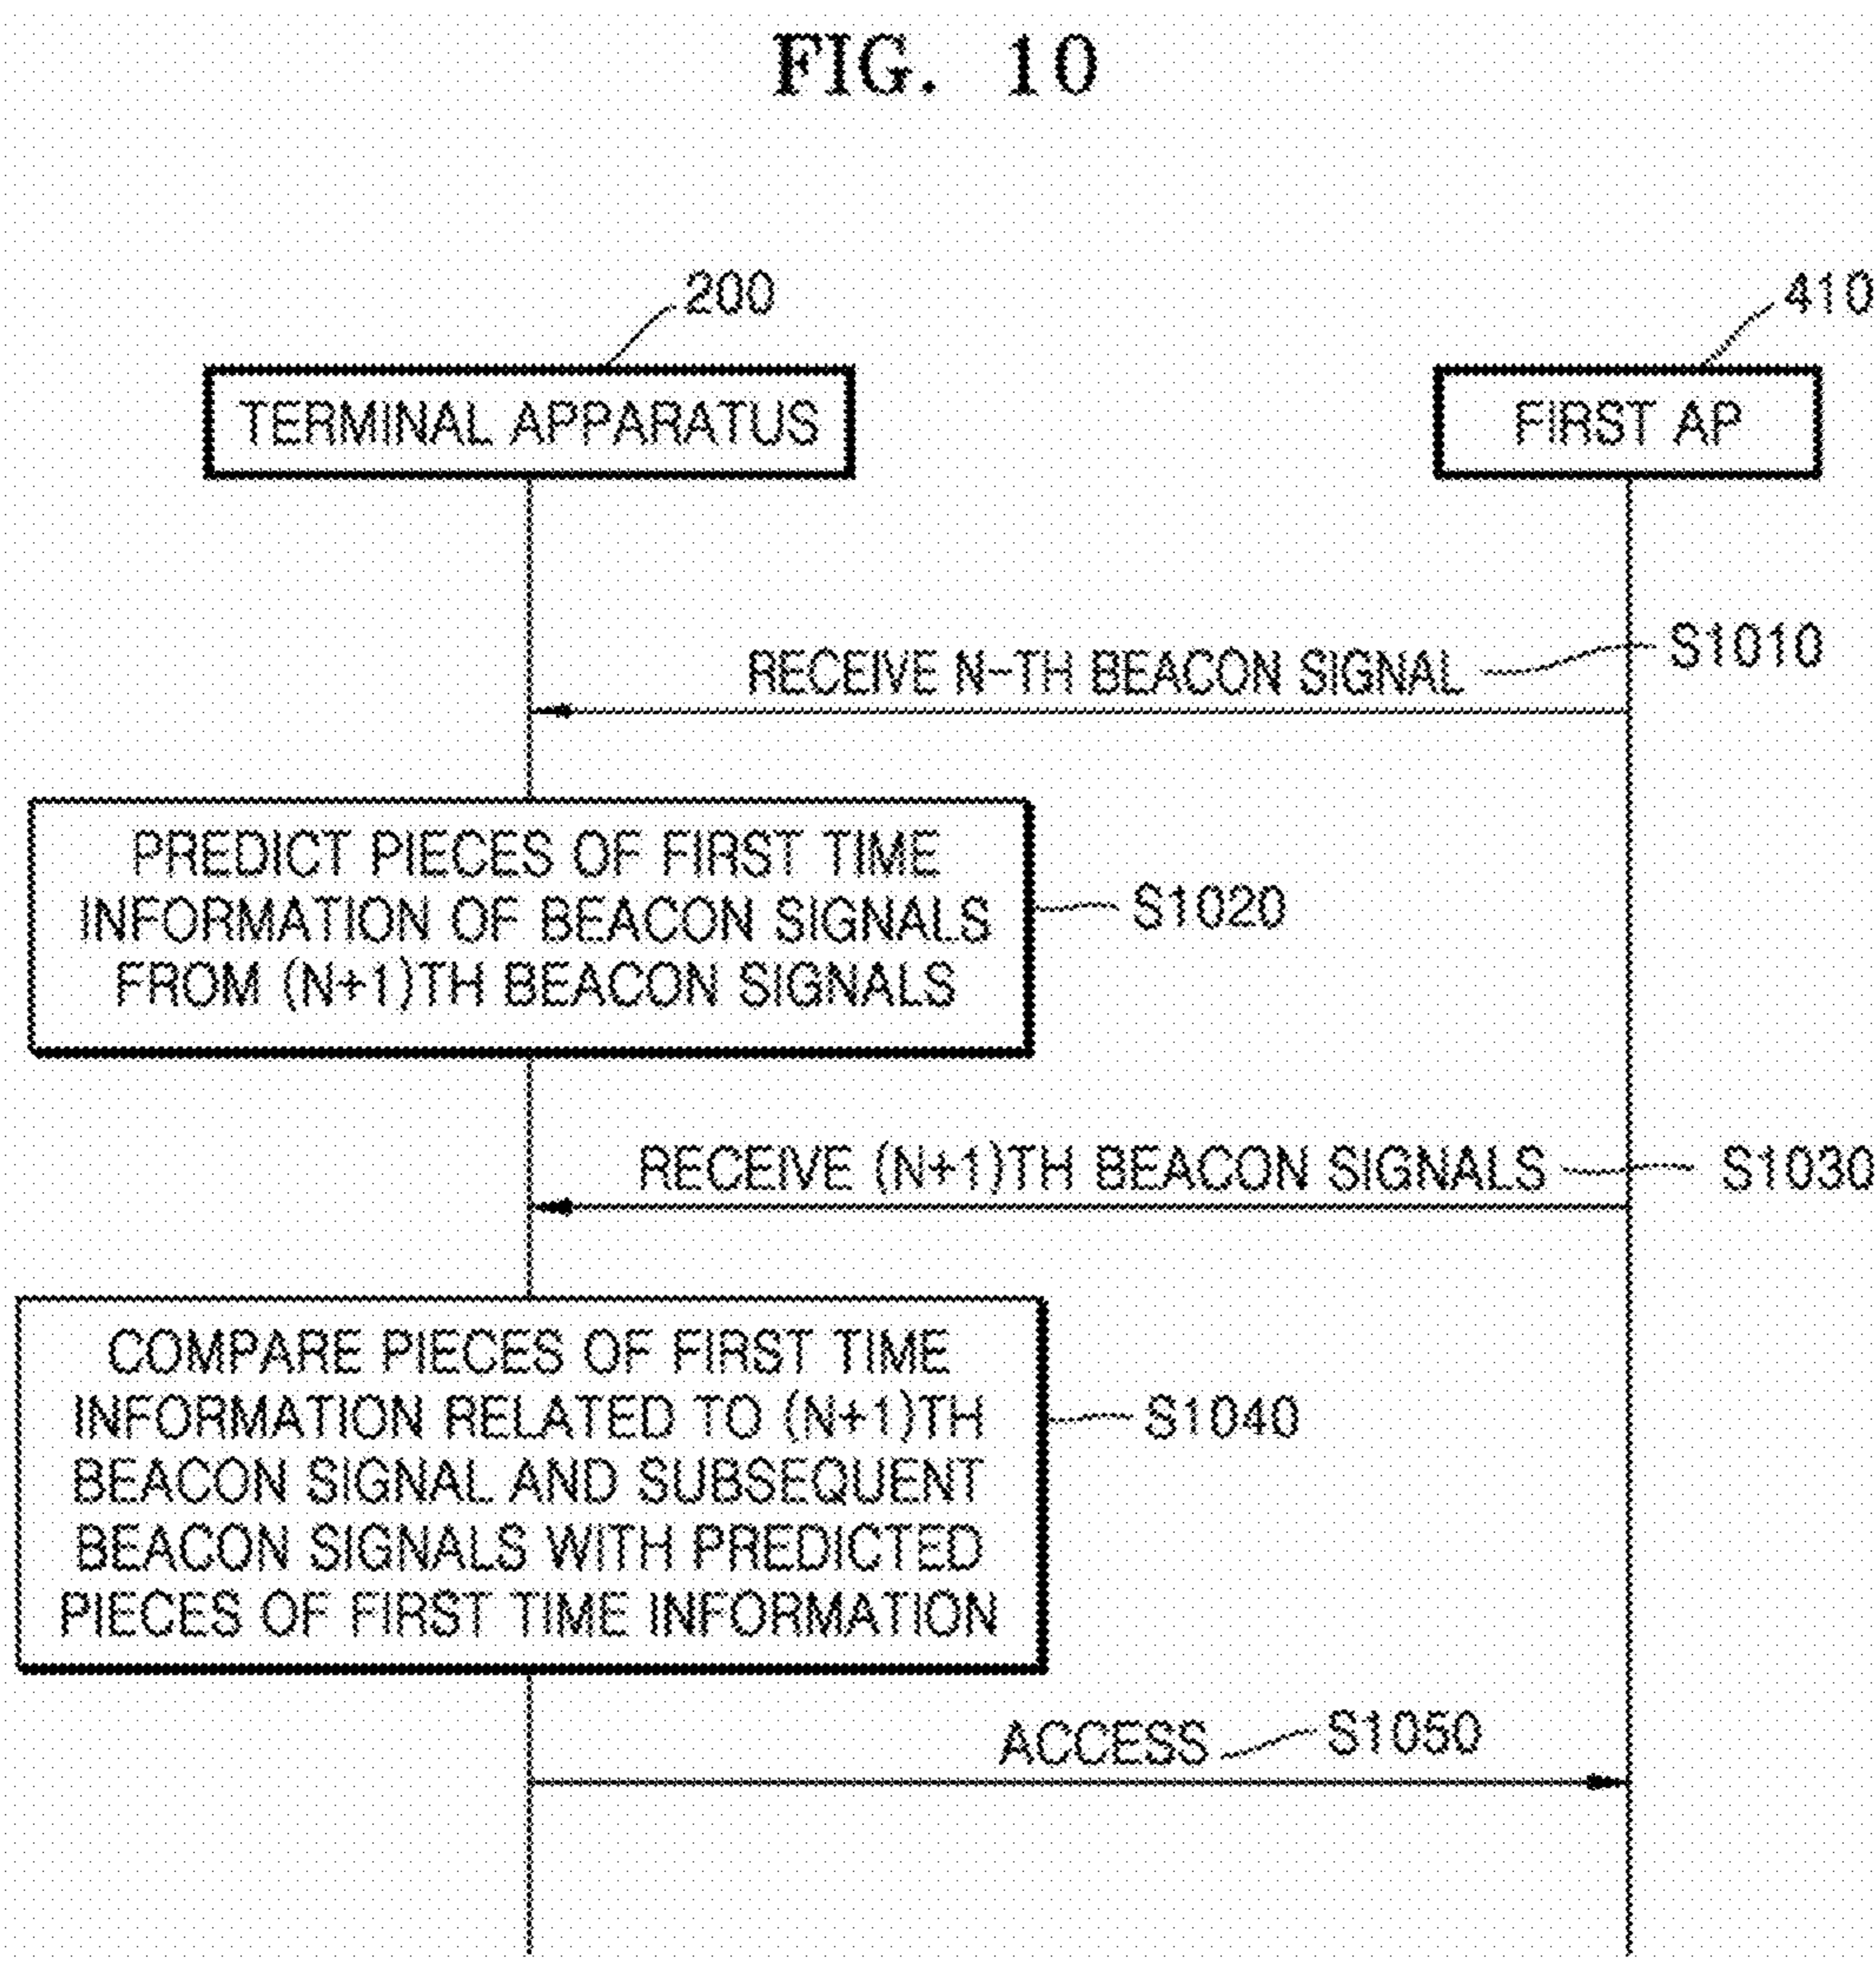 FIG. 10
200
410
TERMINAL APPARATUS
FIRST AP
RECEIVE N-TH BEACON SIGNAL
S1010
PREDICT PIECES OF FIRST TIME
INFORMATION OF BEACON SIGNALS
FROM (N+1)TH BEACON SIGNALS
S1020
RECEIVE (N+1)TH BEACON SIGNALS
S1030
COMPARE PIECES OF FIRST TIME
INFORMATION RELATED TO (N+1)TH
BEACON SIGNAL AND SUBSEQUENT
BEACON SIGNALS WITH PREDICTED
PIECES OF FIRST TIME INFORMATION
S1040
ACCESS
S1050